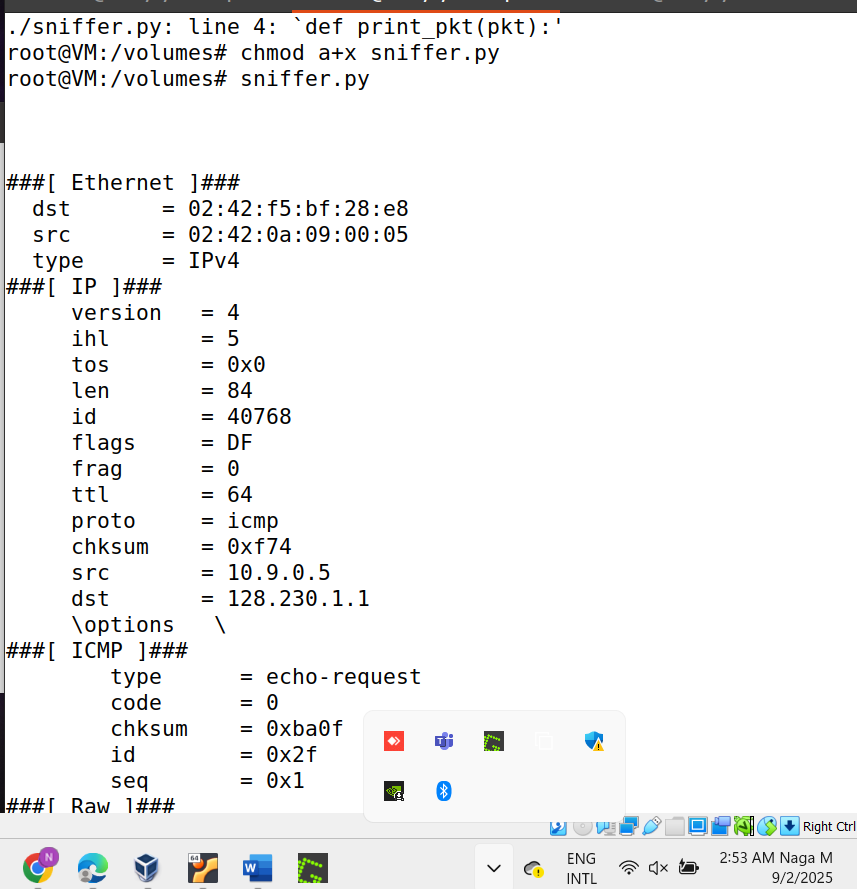 ./sniffer.py: line 4: `def print_pkt(pkt):'
root@VM:/volumes# chmod a+x sniffer.py
root@VM:/volumes# sniffer.py
###[ Ethernet ]###
dst = 02:42:f5:bf:28:e8
src = 02:42:0a:09:00:05
type = IPv4
###[ IP ]###
version = 4
ihl = 5
tos = 0x0
len = 84
id = 40768
flags = DF
frag = 0
ttl = 64
proto = icmp
chksum = 0xf74
src = 10.9.0.5
dst = 128.230.1.1
\options \
###[ ICMP ]###
type = echo-request
code = 0
chksum = 0xba0f
id = 0x2f
seq = 0x1
###[ Raw ]###
Right Ctrl
N
64
W
ENG
INTL
2:53 AM Naga M
9/2/2025